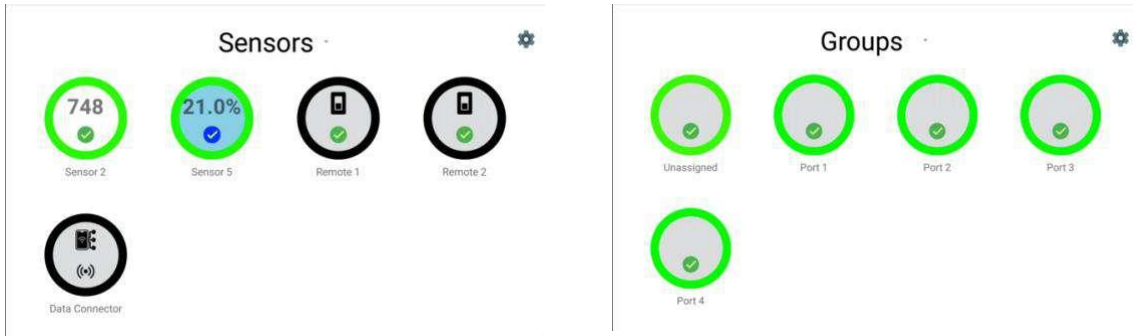 Sensors
748
21.0%
Sensor 2
Sensor 5
Remote 1
Remote 2
Data Connector
Groups
Unassigned
Port 1
Port 2
Port 3
Port 4